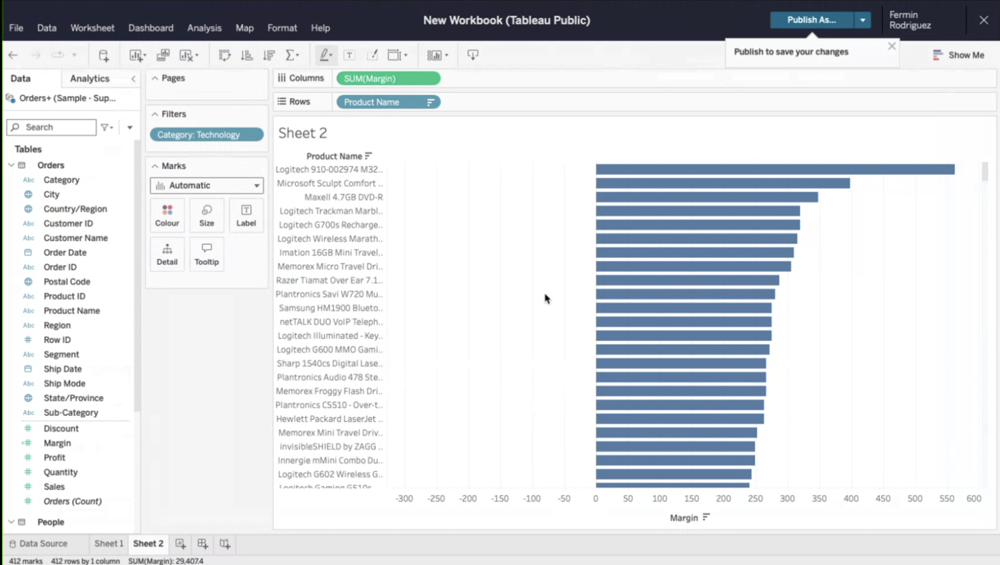 New Workbook (Tableau Public)
Publish As...
Fermin
Rodriguez
File Data Worksheet Dashboard Analysis Map Format Help
Publish to save your changes
Show Me
Data Analytics
Pages
Columns SUM(Margin)
Orders+ (Sample - Sup...
Rows Product Name
Filters
Search
Category: Technology
Sheet 2
Tables
Product Name
Orders
Marks
Logitech 910-002974 M32..
Category
Automatic
Microsoft Sculpt Comfort ..
City
Maxell 4.7GB DVD-R
Country/Region
Logitech Trackman Marbl..
Customer ID
Colour Size Label
Logitech G700s Recharge..
Customer Name
Logitech Wireless Marath..
Order Date
Imation 16GB Mini Travel..
Order ID
Detail Tooltip
Memorex Micro Travel Dri..
Postal Code
Razer Tiamat Over Ear 7.1..
Product ID
Plantronics Savi W720 Mu..
Product Name
Samsung HM1900 Blueto..
Region
netTALK DUO VoIP Teleph..
Row ID
Logitech Illuminated - Key..
Segment
Logitech G600 MMO Gami..
Ship Date
Sharp 1540cs Digital Lase..
Ship Mode
Plantronics Audio 478 Ste..
State/Province
Memorex Froggy Flash Dri..
Sub-Category
Plantronics CS510 - Over-t..
Discount
Hewlett Packard LaserJet ..
Margin
Memorex Mini Travel Driv..
Profit
invisibleSHIELD by ZAGG ..
Quantity
Innergie mMini Combo Du..
Sales
Logitech G602 Wireless G..
Orders (Count)
Logitech Gaming G510s
-300 -250 -200 -150 -100 -50 0 50 100 150 200 250 300 350 400 450 500 550 600
People
Margin
Data Source Sheet 1 Sheet 2
412 marks 412 rows by 1 column SUM(Margin): 29,407.4